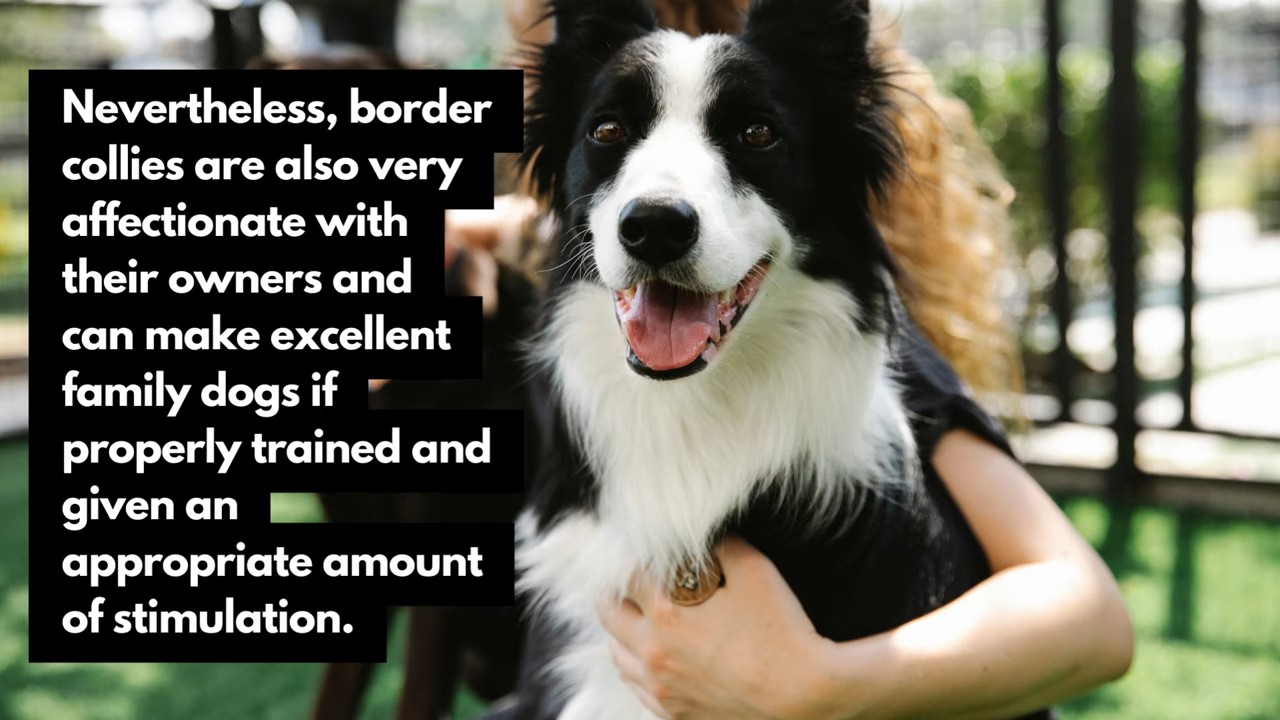 Nevertheless, border
collies are also very
affectionate with
their owners and
can make excellent
family dogs if
properly trained and
given an
appropriate amount
of stimulation.